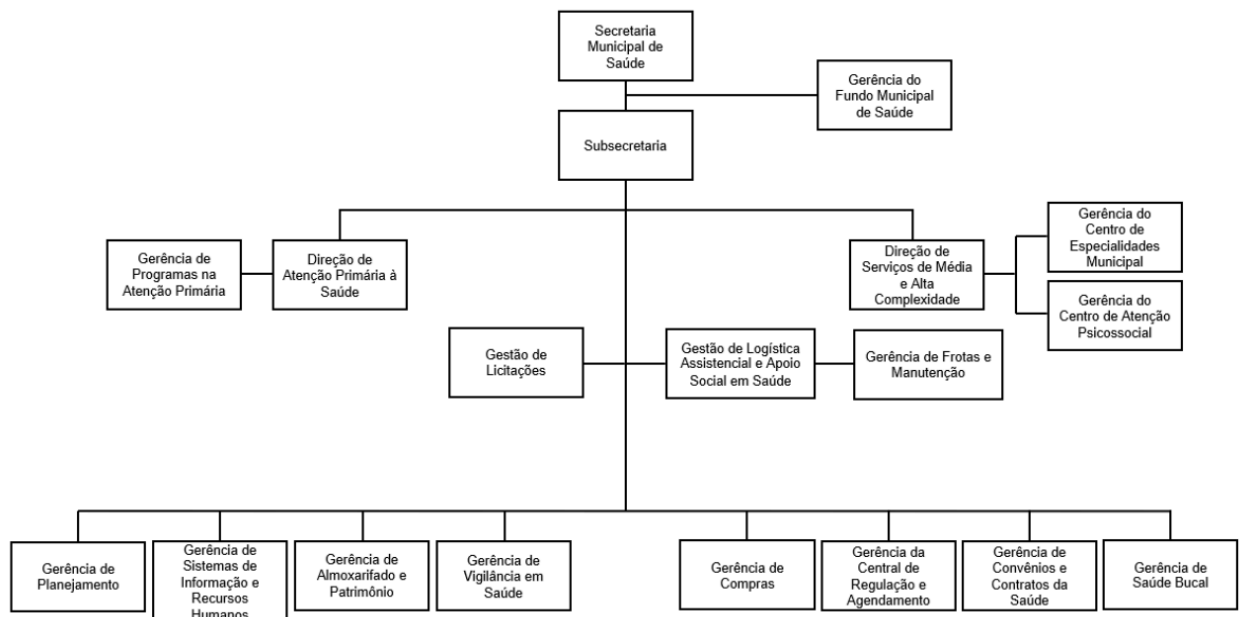 Secretaria
Municipal de
Saúde
Gerência do
Fundo Municipal
de Saúde
Subsecretaria
Gerência de
Programas na
Atenção Primária
Direção de
Atenção Primária à
Saúde
Direção de
Serviços de Média
e Alta
Complexidade
Gerência do
Centro de
Especialidades
Municipal
Gerência do
Centro de Atenção
Psicossocial
Gestão de
Licitações
Gestão de Logística
Assistencial e Apoio
Social em Saúde
Gerência de Frotas e
Manutenção
Gerência de
Planejamento
Gerência de
Sistemas de
Informação e
Recursos
Humanos
Gerência de
Almoxarifado e
Patrimônio
Gerência de
Vigilância em
Saúde
Gerência de
Compras
Gerência da
Central de
Regulação e
Agendamento
Gerência de
Convênios e
Contratos da
Saúde
Gerência de
Saúde Bucal